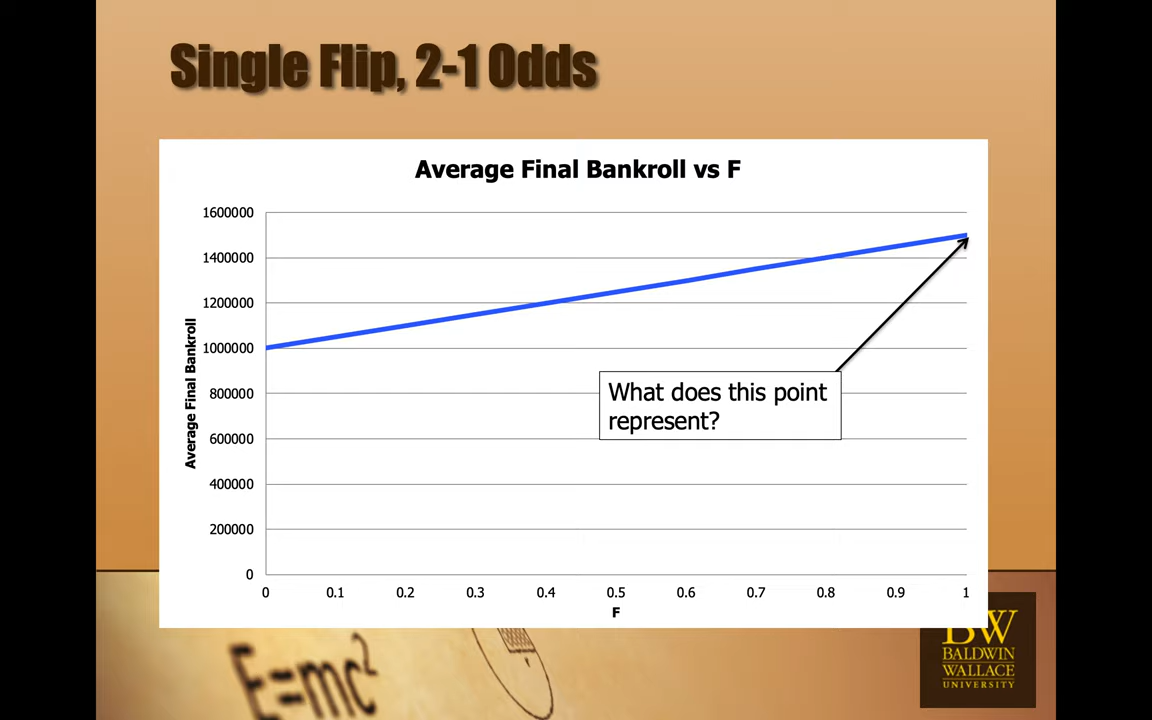 Single Flip, 2-1 Odds
Average Final Bankroll vs F
1600000
1400000
1200000
1000000
800000
600000
400000
200000
0
Average Final Bankroll
What does this point
represent?
0 0.1 0.2 0.3 0.4 0.5 0.6 0.7 0.8 0.9 1
F
E=mc²
BW
BALDWIN
WALLACE
UNIVERSITY